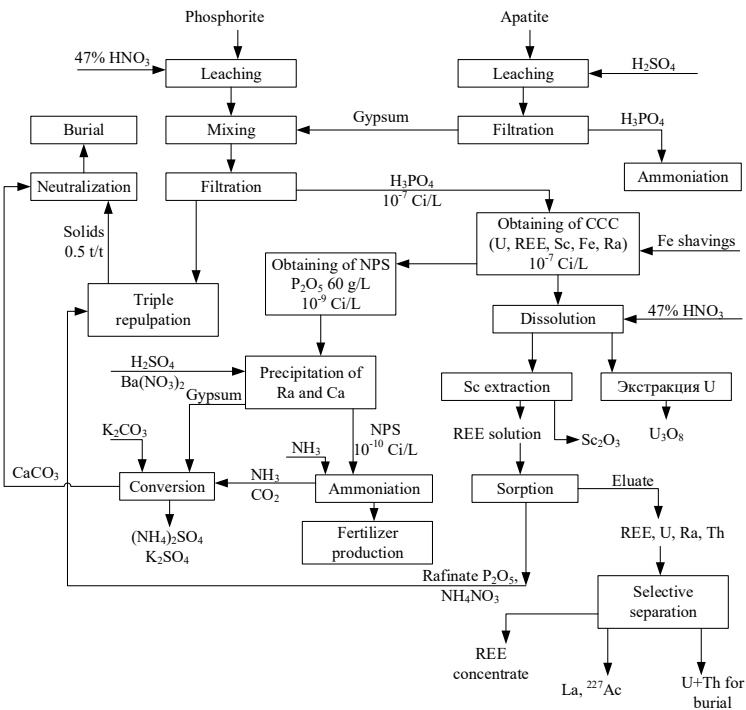 Phosphorite
Apatite
47% HNO₃
Leaching
Leaching
H₂SO₄
Burial
Mixing
Gypsum
Filtration
H₃PO₄
Neutralization
Filtration
H₃PO₄
10⁻⁷ Ci/L
Ammoniation
Solids
0.5 t/t
Obtaining of CCC
(U, REE, Sc, Fe, Ra)
10⁻⁷ Ci/L
Fe shavings
Obtaining of NPS
P₂O₅ 60 g/L
10⁻⁹ Ci/L
Triple
repulpation
Dissolution
47% HNO₃
H₂SO₄
Ba(NO₃)₂
Precipitation of
Ra and Ca
Sc extraction
Экстракция U
Gypsum
K₂CO₃
NH₃
NPS
10⁻¹⁰ Ci/L
REE solution
Sc₂O₃
U₃O₈
CaCO₃
Conversion
NH₃
CO₂
Ammoniation
Sorption
Eluate
(NH₄)₂SO₄
K₂SO₄
Fertilizer
production
REE, U, Ra, Th
Rafinate P₂O₅,
NH₄NO₃
Selective
separation
REE
concentrate
La, ²²⁷Ac
U+Th for
burial